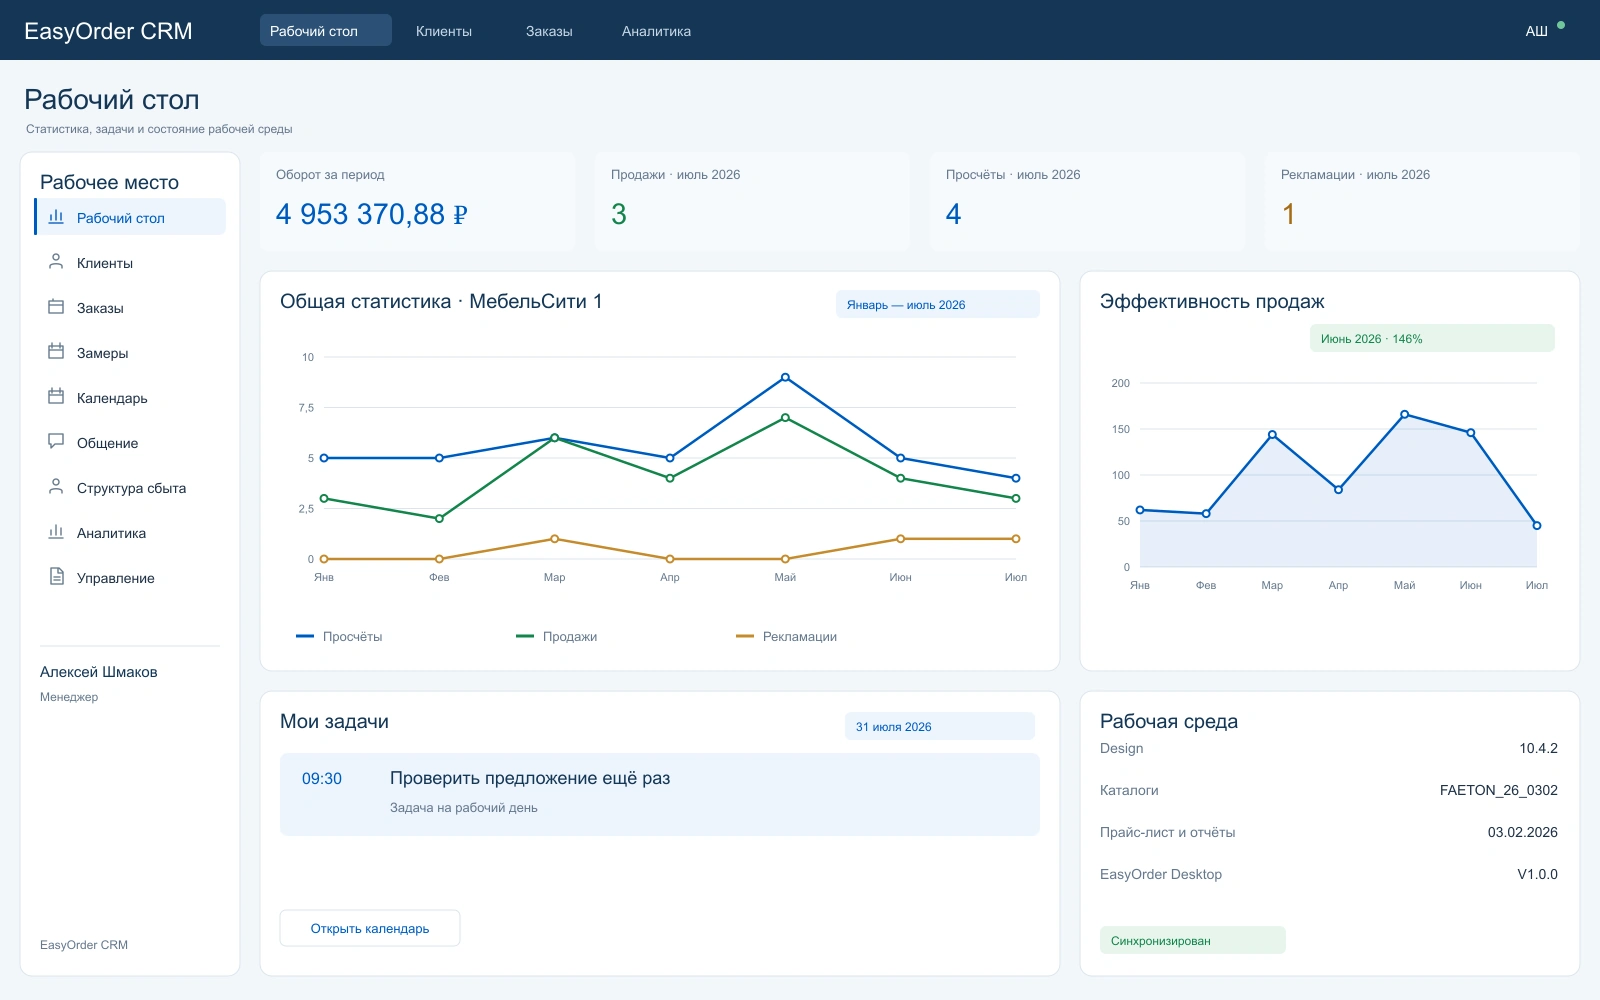 EasyOrder CRM
Рабочий стол
Клиенты
Заказы
Аналитика
АШ
Рабочий стол
Статистика, задачи и состояние рабочей среды
Рабочее место
Рабочий стол
Клиенты
Заказы
Замеры
Календарь
Общение
Структура сбыта
Аналитика
Управление
Алексей Шмаков
Менеджер
EasyOrder CRM
Оборот за период
4 953 370,88 ₽
Продажи · июль 2026
3
Просчёты · июль 2026
4
Рекламации · июль 2026
1
Общая статистика · МебельСити 1
Январь — июль 2026
10
7,5
5
2,5
0
Янв Фев Мар Апр Май Июн Июл
Просчёты Продажи Рекламации
Эффективность продаж
Июнь 2026 · 146%
200
150
100
50
0
Янв Фев Мар Апр Май Июн Июл
Мои задачи
31 июля 2026
09:30 Проверить предложение ещё раз
Задача на рабочий день
Открыть календарь
Рабочая среда
Design 10.4.2
Каталоги FAETON_26_0302
Прайс-лист и отчёты 03.02.2026
EasyOrder Desktop V1.0.0
Синхронизирован